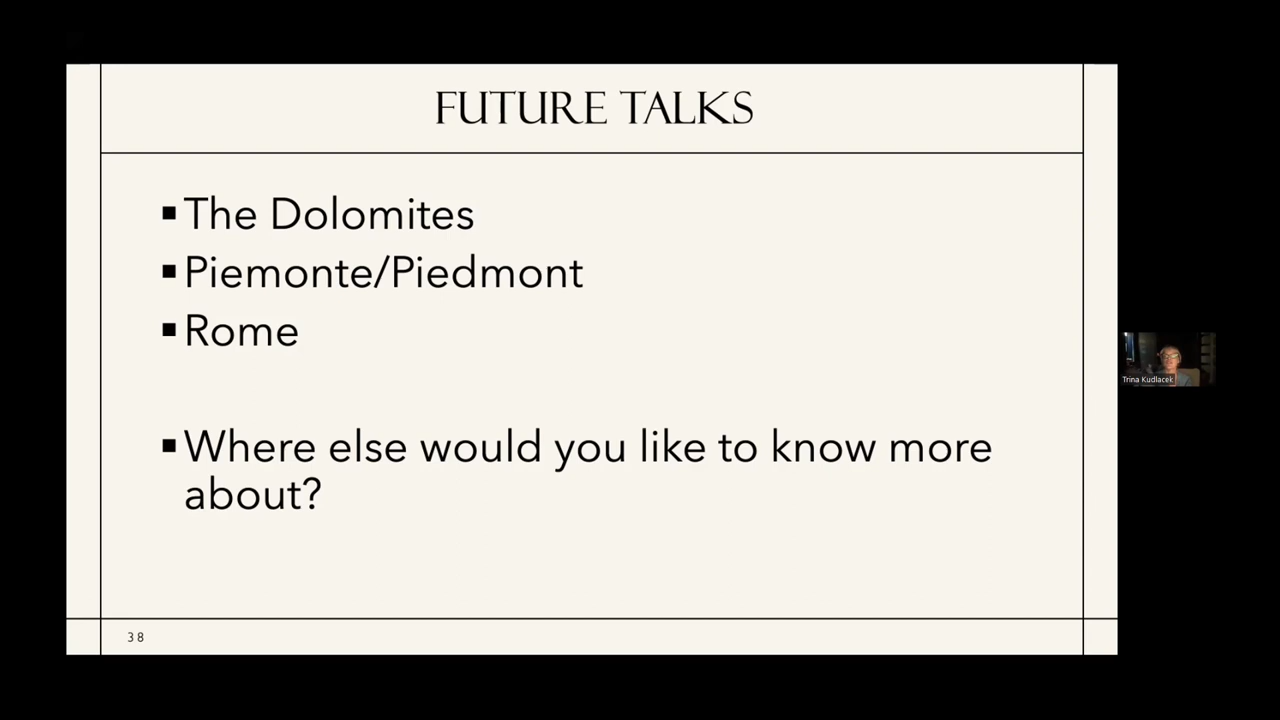 FUTURE TALKS
▪The Dolomites
▪Piemonte/Piedmont
▪Rome
▪Where else would you like to know more
about?
Trina Kudlacek
38